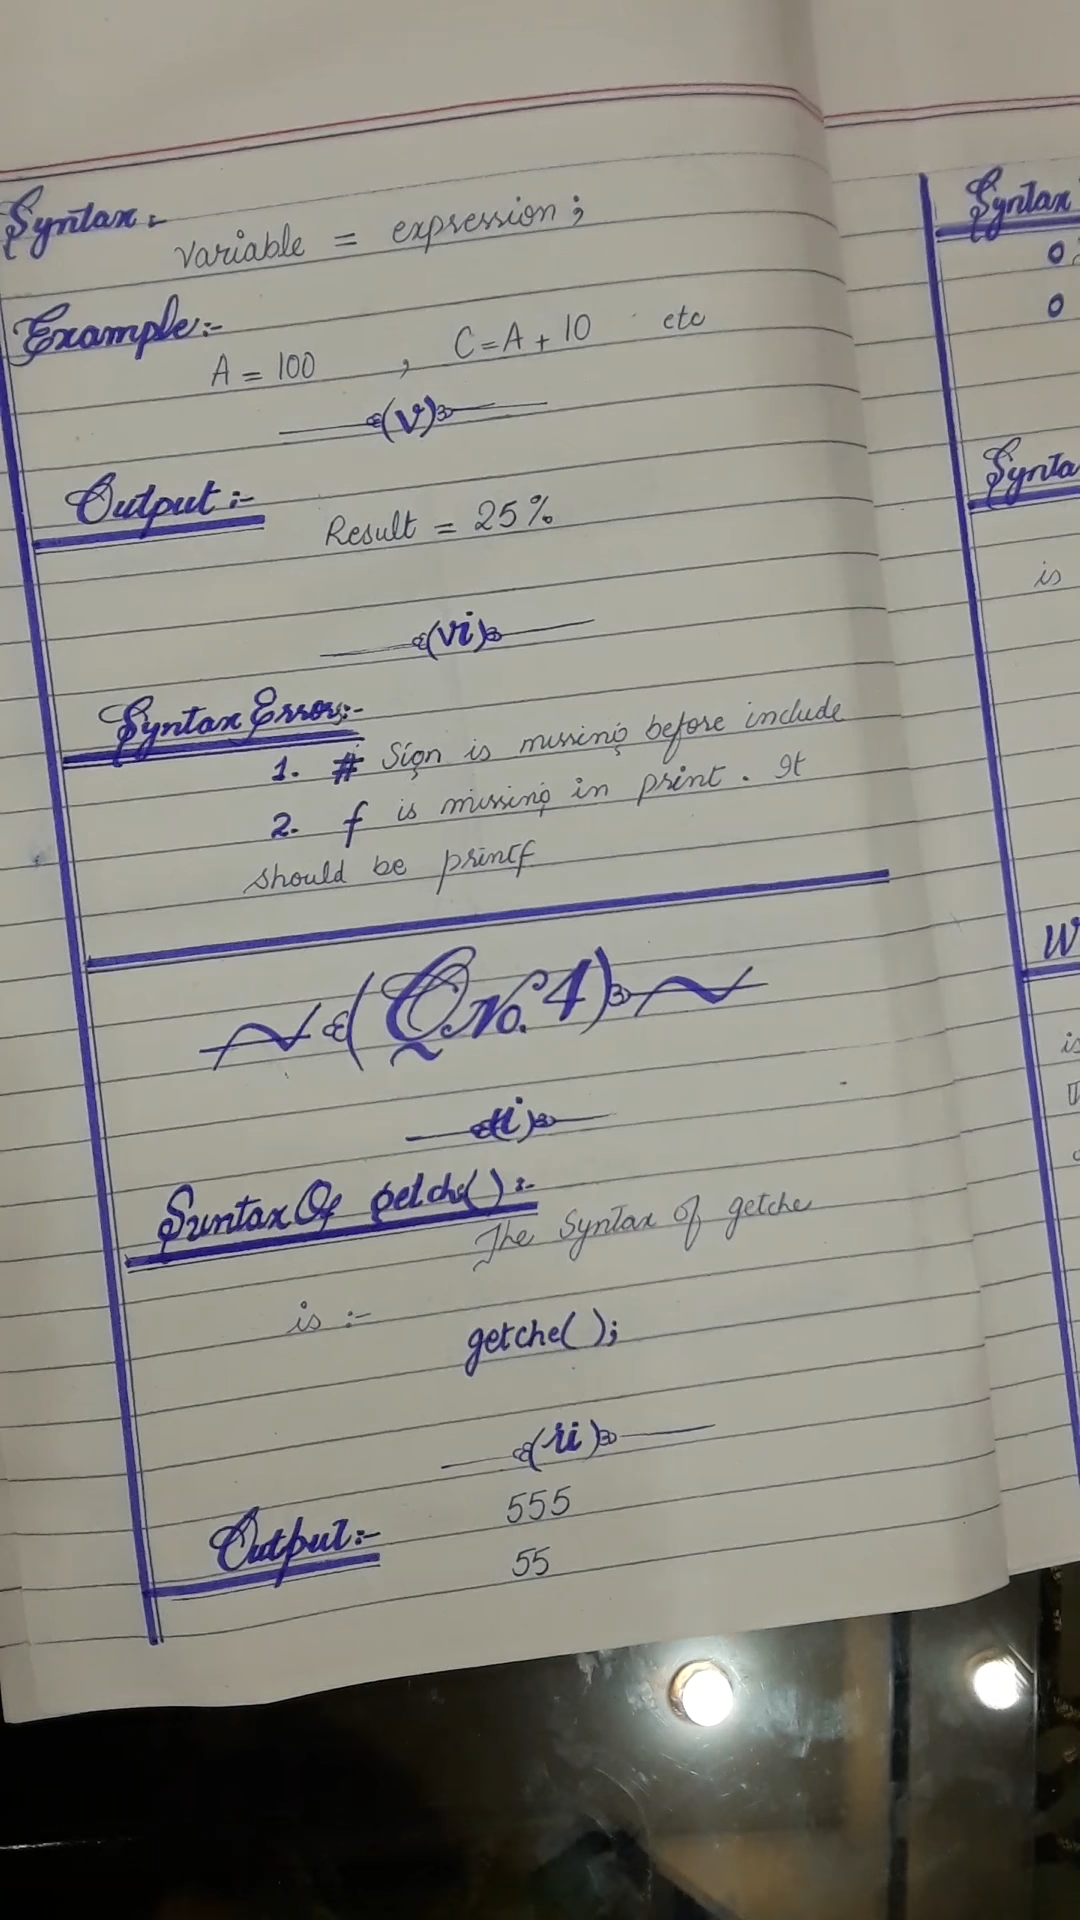 Syntax:-
variable = expression;
Example:-
A = 100 , C=A+10 etc
(v)
Output:-
Result = 25%
(vi)
Syntax Errors:-
1. # Sign is missing before include
2. f is missing in print. It
should be printf
(Q.No.4)
(i)
Syntax Of getche():-
The Syntax of getche
is :-
getche();
(ii)
555
Output:-
55
Syntax
Synta
is
W
is